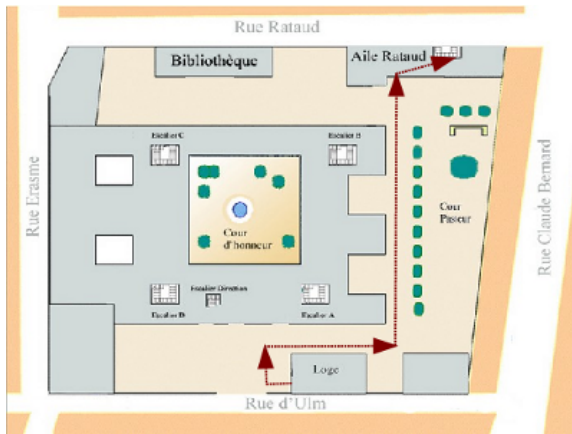 Rue Rataud
Bibliothèque
Aile Rataud
Escalier C
Escalier B
Rue Erasme
Cour
d'honneur
Cour
Pasteur
Rue Claude Bernard
Escalier Direction
Escalier D
Escalier A
Loge
Rue d'Ulm